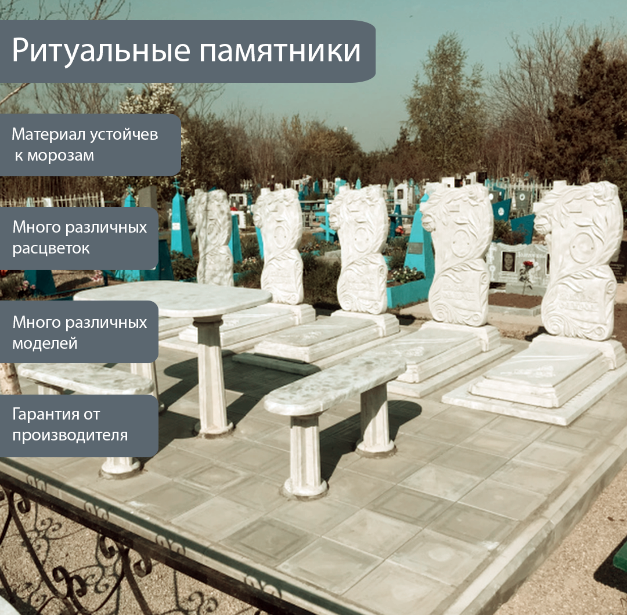 Ритуальные памятники
Материал устойчев
к морозам
Много различных
расцветок
Много различных
моделей
Гарантия от
производителя